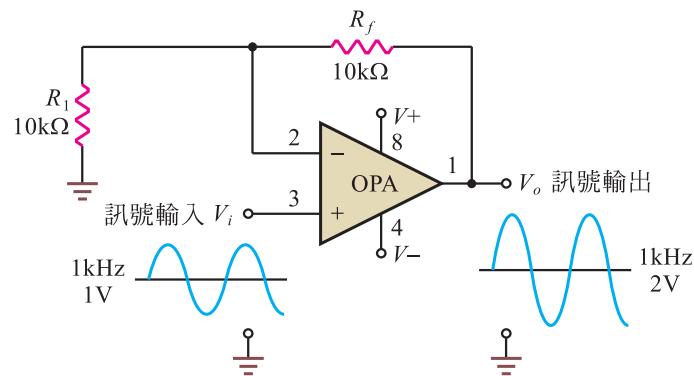 R_f
10kΩ
R_1
10kΩ
V+
8
2
−
OPA
1
V_o 訊號輸出
3
+
訊號輸入 V_i
4
V−
1kHz
1V
1kHz
2V